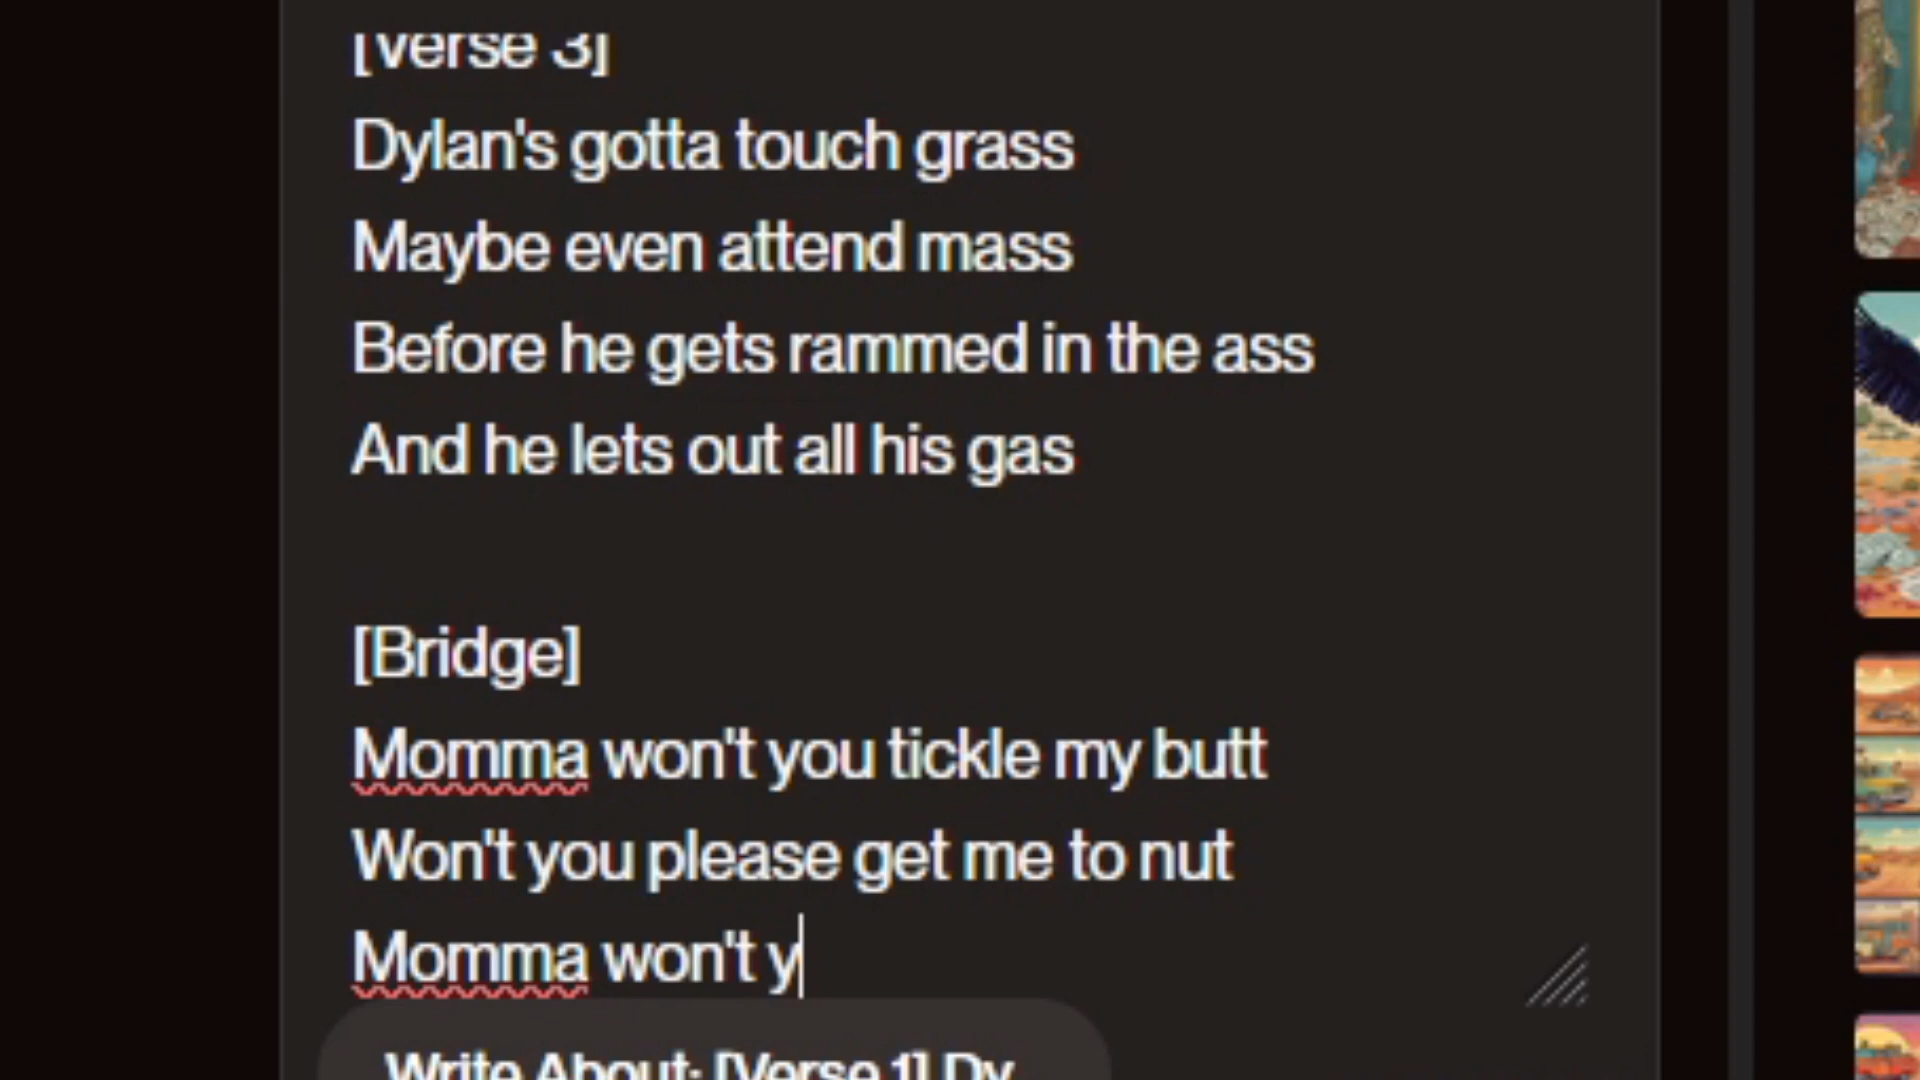 [Verse 3]
Dylan's gotta touch grass
Maybe even attend mass
Before he gets rammed in the ass
And he lets out all his gas
[Bridge]
Momma won't you tickle my butt
Won't you please get me to nut
Momma won't y
Write About: [Verse 1] Dy